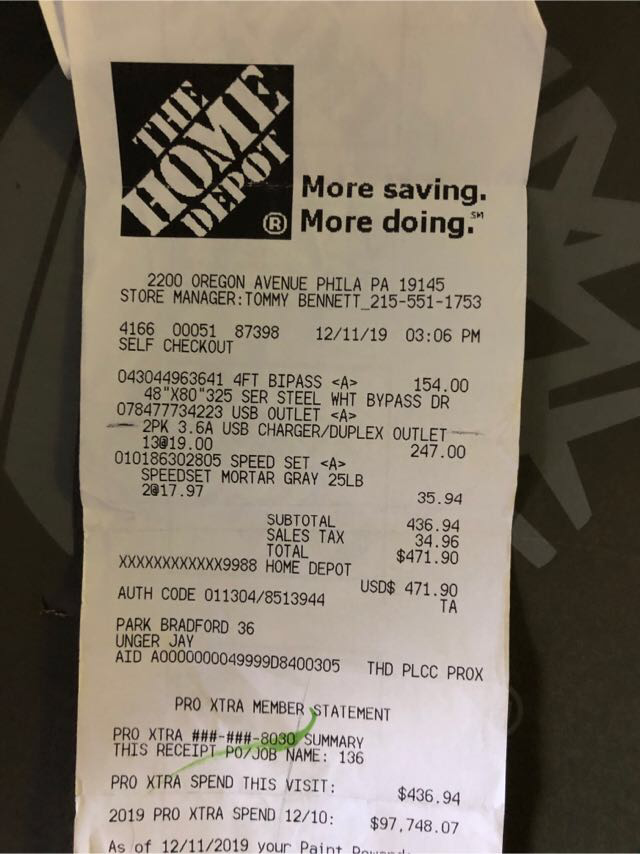 THE
HOME
DEPOT
®
More saving.
More doing.℠
2200 OREGON AVENUE PHILA PA 19145
STORE MANAGER:TOMMY BENNETT_215-551-1753
4166 00051 87398 12/11/19 03:06 PM
SELF CHECKOUT
043044963641 4FT BIPASS <A> 154.00
48"X80"325 SER STEEL WHT BYPASS DR
078477734223 USB OUTLET <A>
2PK 3.6A USB CHARGER/DUPLEX OUTLET
13@19.00 247.00
010186302805 SPEED SET <A>
SPEEDSET MORTAR GRAY 25LB
2@17.97 35.94
SUBTOTAL 436.94
SALES TAX 34.96
TOTAL $471.90
XXXXXXXXXXXX9988 HOME DEPOT
USD$ 471.90
AUTH CODE 011304/8513944 TA
PARK BRADFORD 36
UNGER JAY
AID A0000000049999D8400305 THD PLCC PROX
PRO XTRA MEMBER STATEMENT
PRO XTRA ###-###-8030 SUMMARY
THIS RECEIPT PO/JOB NAME: 136
PRO XTRA SPEND THIS VISIT: $436.94
2019 PRO XTRA SPEND 12/10: $97,748.07
As of 12/11/2019 your Paint